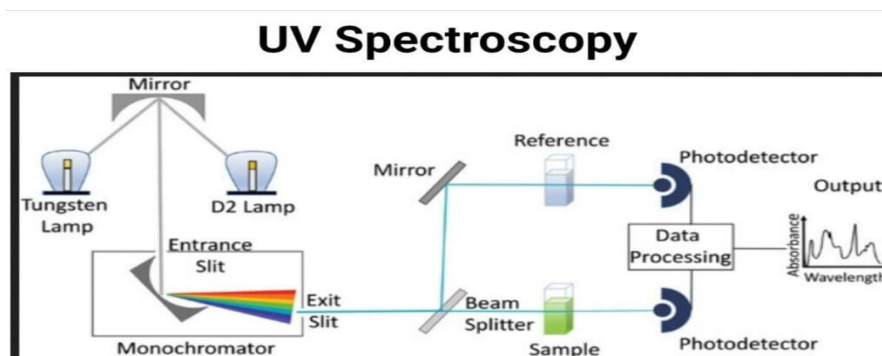 UV Spectroscopy
Mirror
Tungsten
Lamp
D2 Lamp
Entrance
Slit
Exit
Slit
Monochromator
Mirror
Beam
Splitter
Reference
Sample
Photodetector
Data
Processing
Photodetector
Output
Absorbance
Wavelength